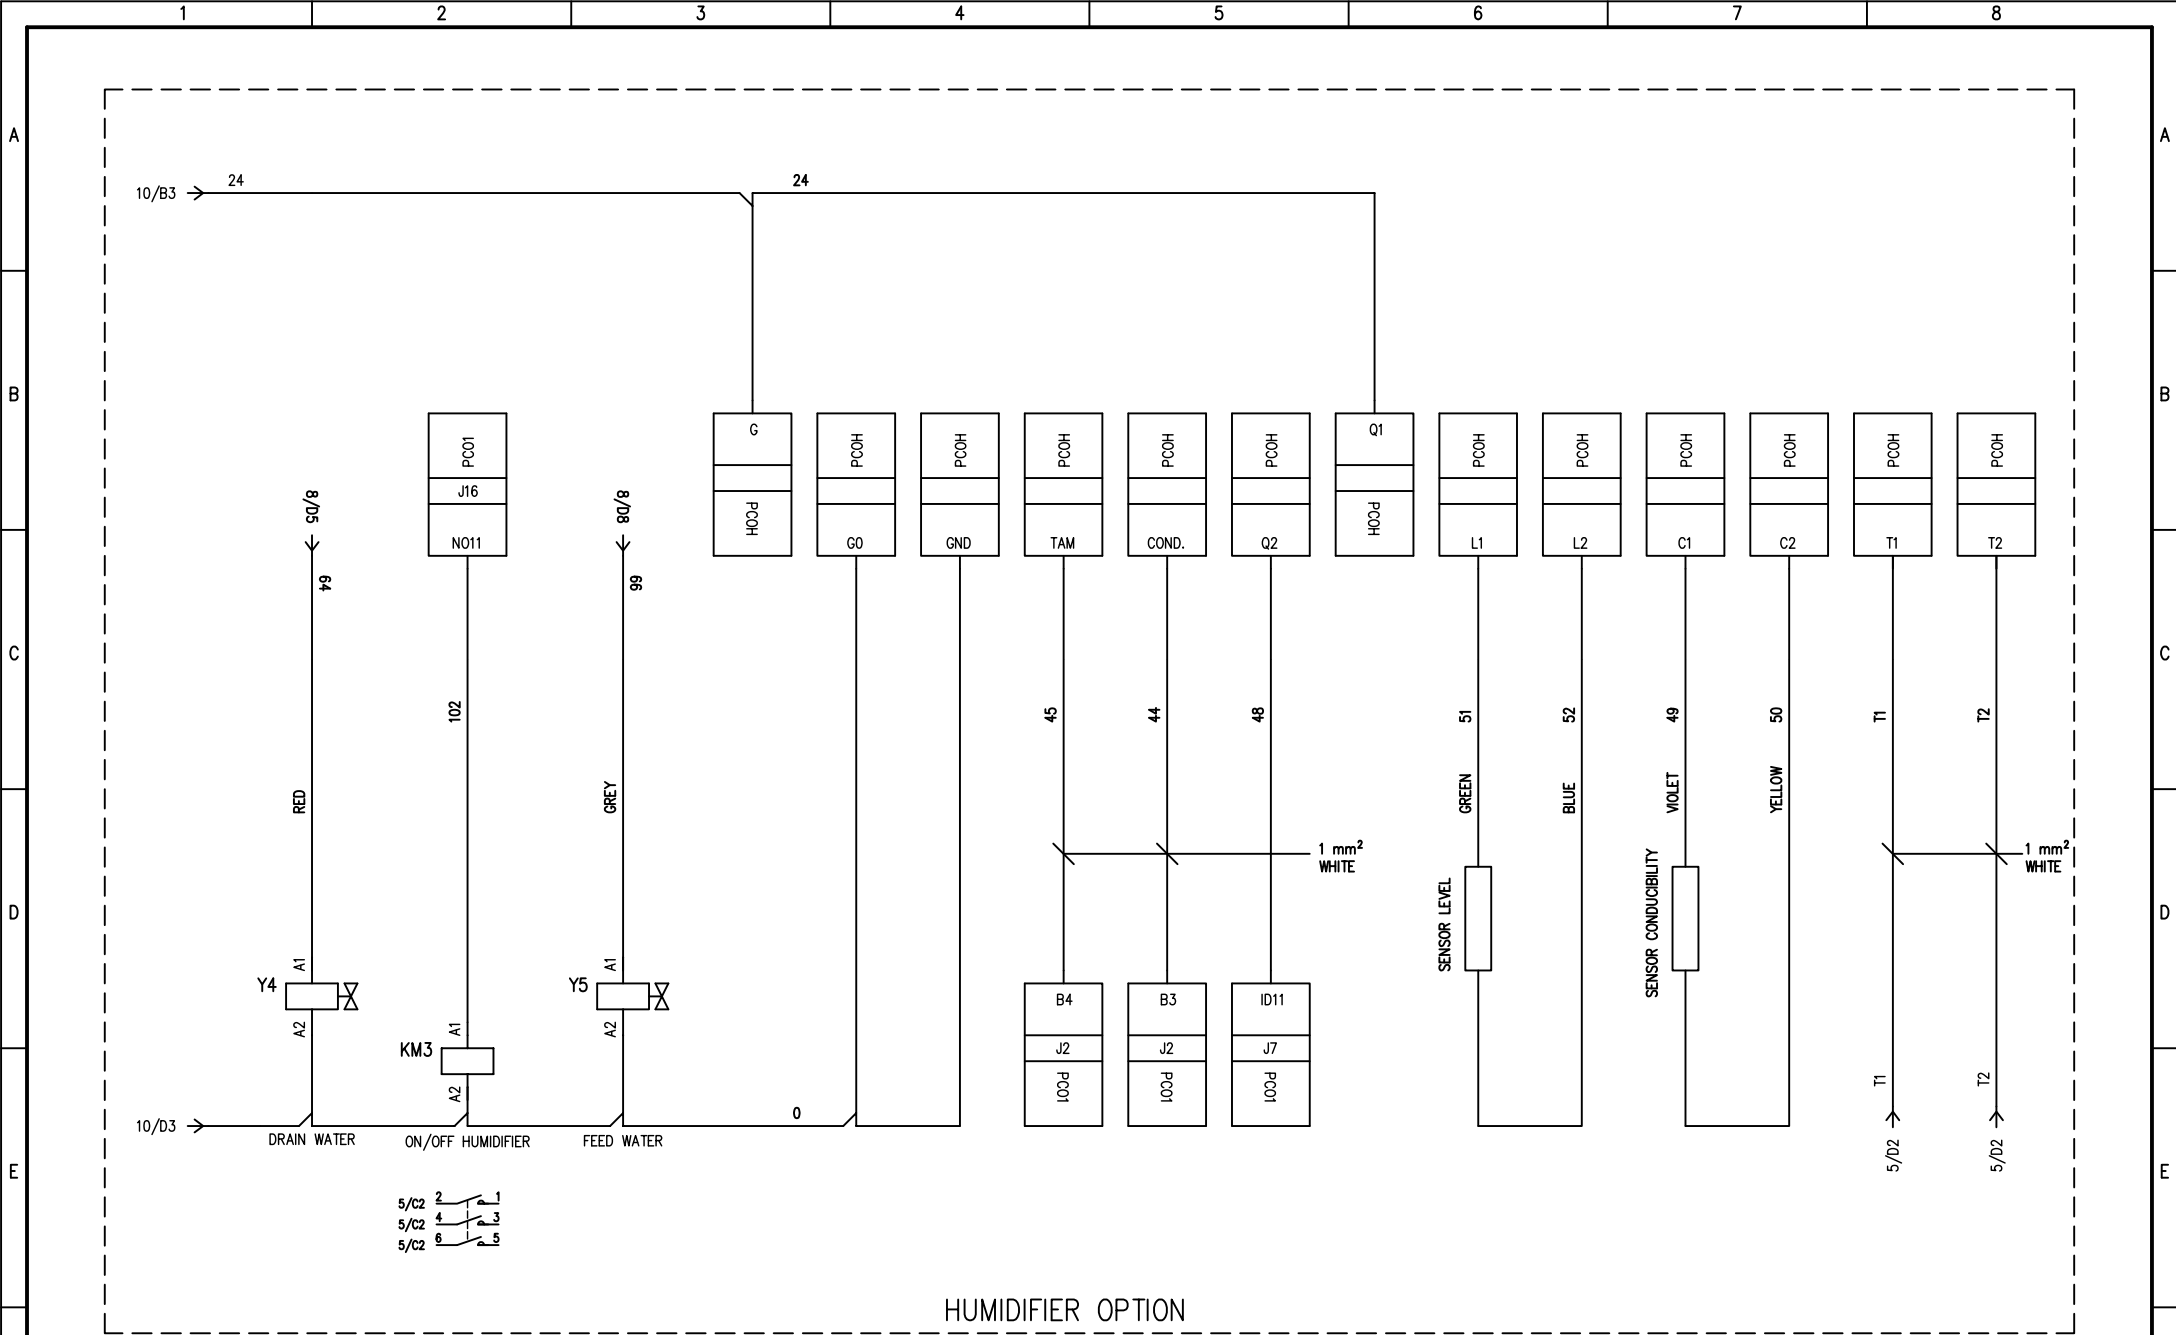 1 2 3 4 5 6 7 8
A A
10/B3 24 24
B B
PCO1 G PCOH PCOH PCOH PCOH PCOH Q1 PCOH PCOH PCOH PCOH PCOH PCOH
8/D5 J16 8/D8 PCOH PCOH
NO11 G0 GND TAM COND. Q2 L1 L2 C1 C2 T1 T2
64 66
C C
102 45 44 48 51 52 49 50 T1 T2
RED GREY GREEN BLUE VIOLET YELLOW
1 mm² 1 mm²
WHITE WHITE
D D
SENSOR LEVEL SENSOR CONDUCIBILITY
A1 A1
Y4 Y5
B4 B3 ID11
A2 A1 A2
KM3 J2 J2 J7
A2 PCO1 PCO1 PCO1 T1 T2
10/D3 0
DRAIN WATER ON/OFF HUMIDIFIER FEED WATER
5/D2 5/D2
E E
5/C2 2 1
5/C2 4 3
5/C2 6 5
HUMIDIFIER OPTION